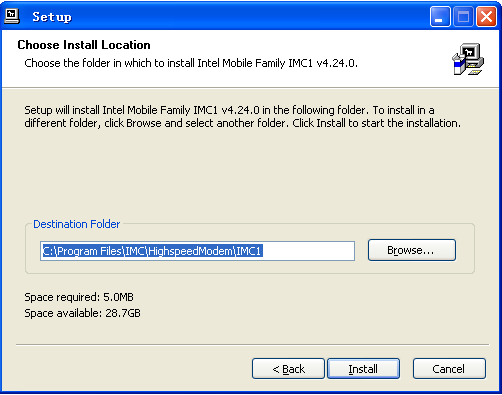 Setup
Choose Install Location
Choose the folder in which to install Intel Mobile Family IMC1 v4.24.0.
Setup will install Intel Mobile Family IMC1 v4.24.0 in the following folder. To install in a
different folder, click Browse and select another folder. Click Install to start the installation.
Destination Folder
C:\Program Files\IMC\HighspeedModem\IMC1
Browse...
Space required: 5.0MB
Space available: 28.7GB
< Back
Install
Cancel